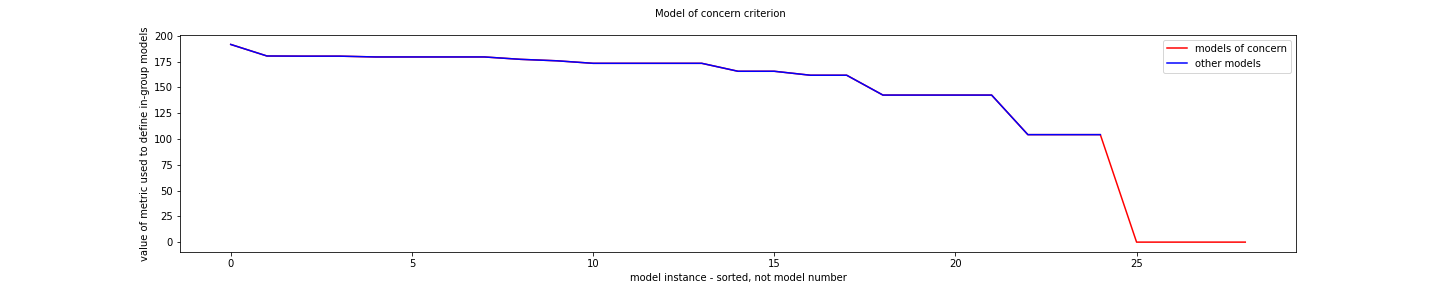 Model of concern criterion
value of metric used to define in-group models
200
175
150
125
100
75
50
25
0
models of concern
other models
0 5 10 15 20 25
model instance - sorted, not model number